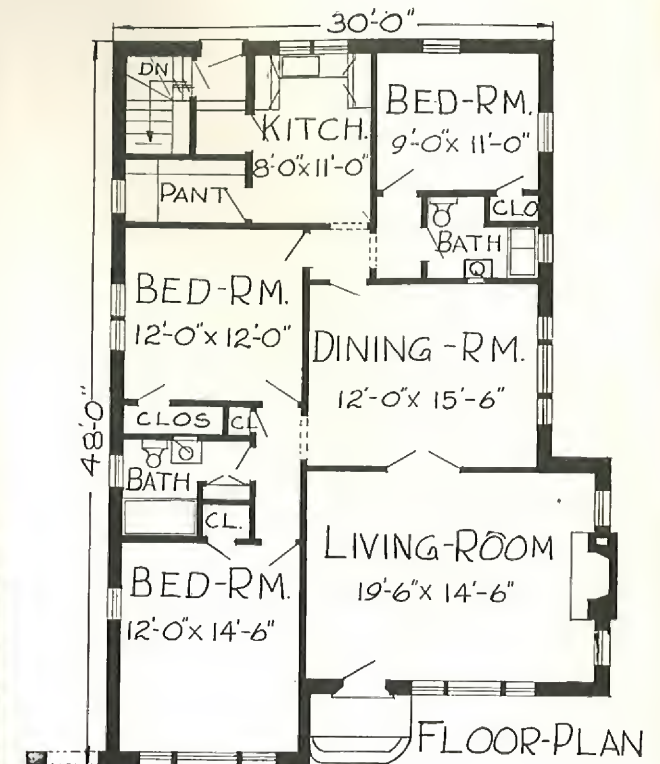 30'-0"
DN
KITCH.
8'-0"x11'-0"
BED-RM.
9'-0"x 11'-0"
PANT
CLO
BATH
BED-RM.
12'-0"x 12'-0"
DINING-RM.
12'-0"x 15'-6"
48'-0"
CLOS
CL
BATH
CL.
LIVING-ROOM
19'-6"x 14'-6"
BED-RM.
12'-0"x 14'-6"
FLOOR-PLAN